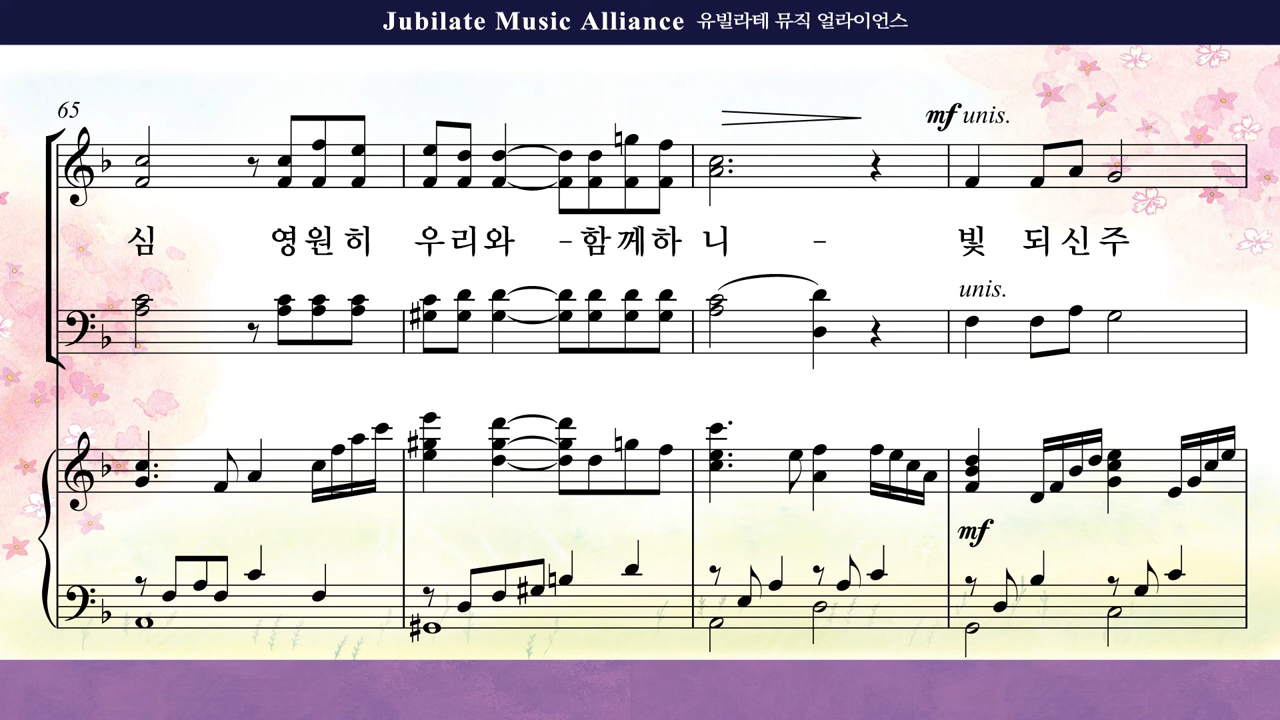 Jubilate Music Alliance 유빌라테 뮤직 얼라이언스
65
mf unis.
심 영원히 우리와 - 함께하 니 - 빛 되신주
unis.
mf